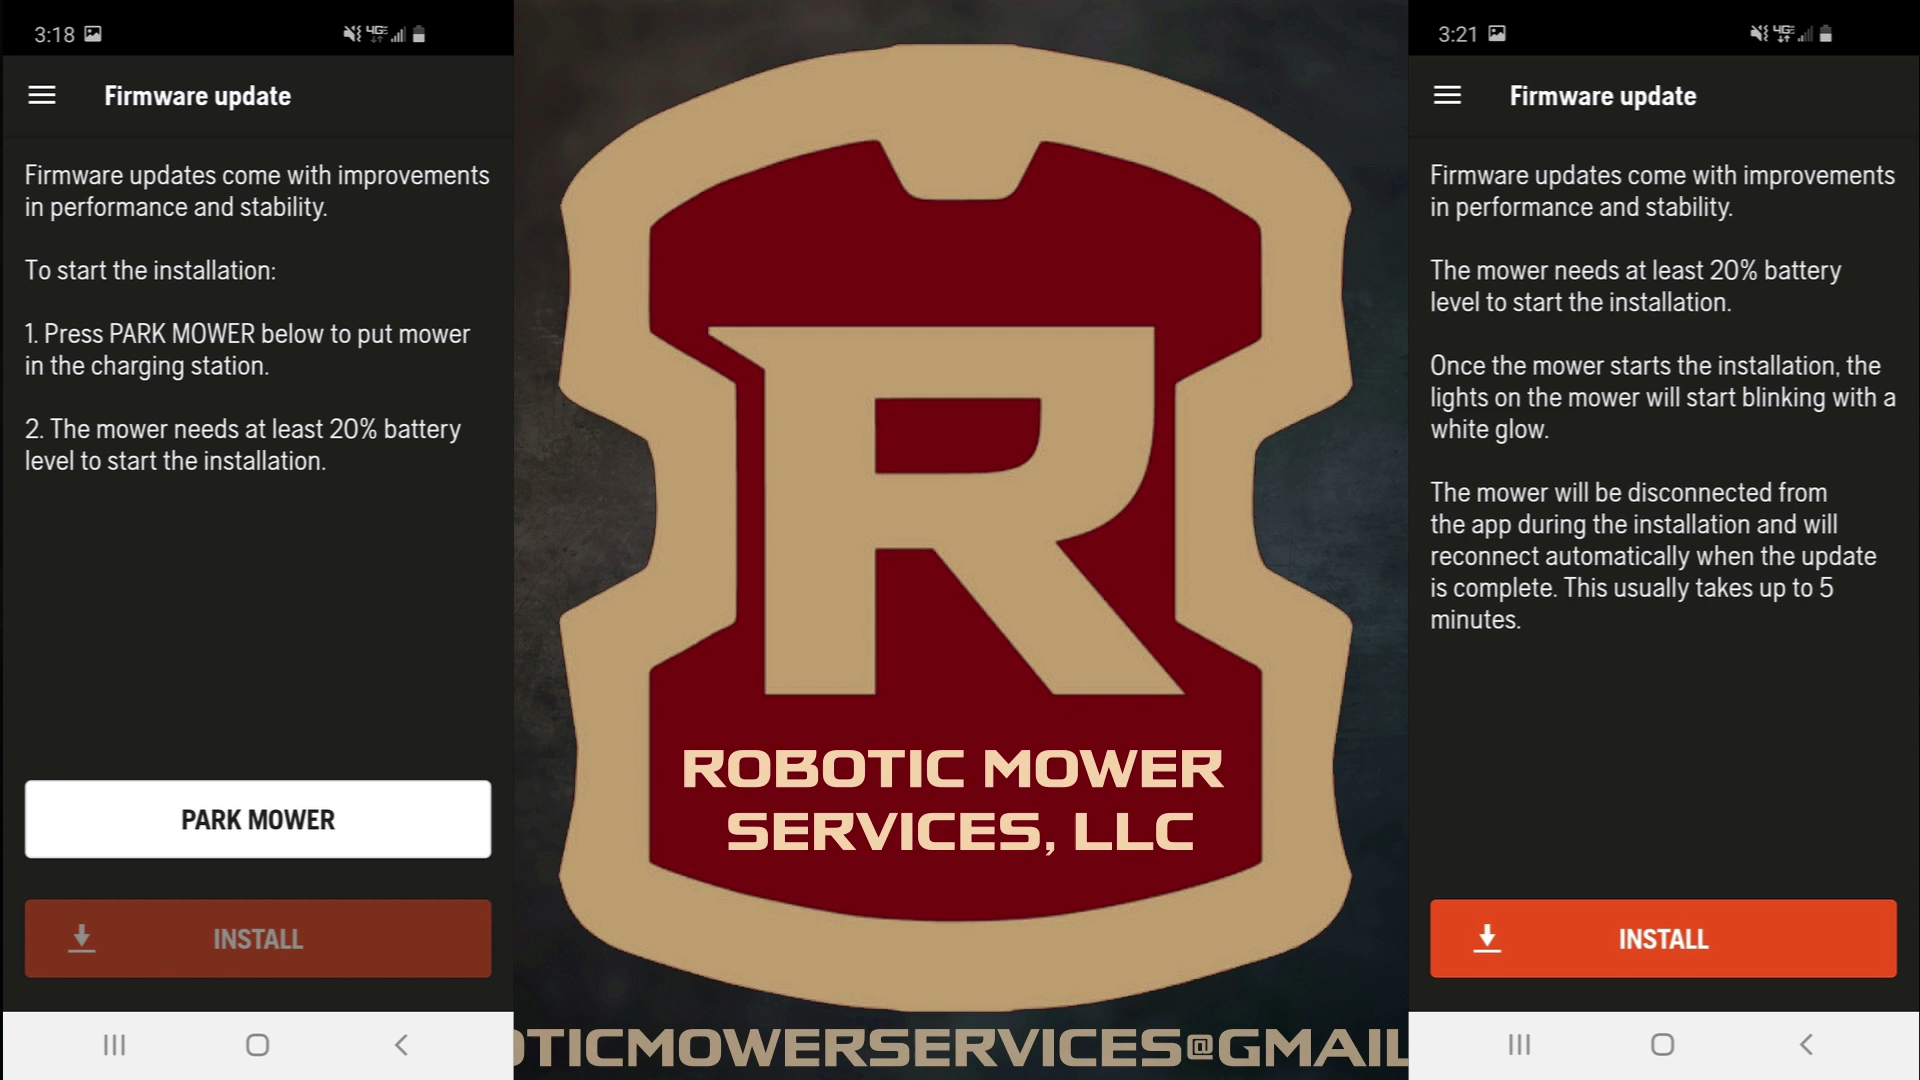 3:18
Firmware update
Firmware updates come with improvements
in performance and stability.
To start the installation:
1. Press PARK MOWER below to put mower
in the charging station.
2. The mower needs at least 20% battery
level to start the installation.
PARK MOWER
INSTALL
R
ROBOTIC MOWER
SERVICES, LLC
OTICMOWERSERVICES@GMAIL
3:21
Firmware update
Firmware updates come with improvements
in performance and stability.
The mower needs at least 20% battery
level to start the installation.
Once the mower starts the installation, the
lights on the mower will start blinking with a
white glow.
The mower will be disconnected from
the app during the installation and will
reconnect automatically when the update
is complete. This usually takes up to 5
minutes.
INSTALL